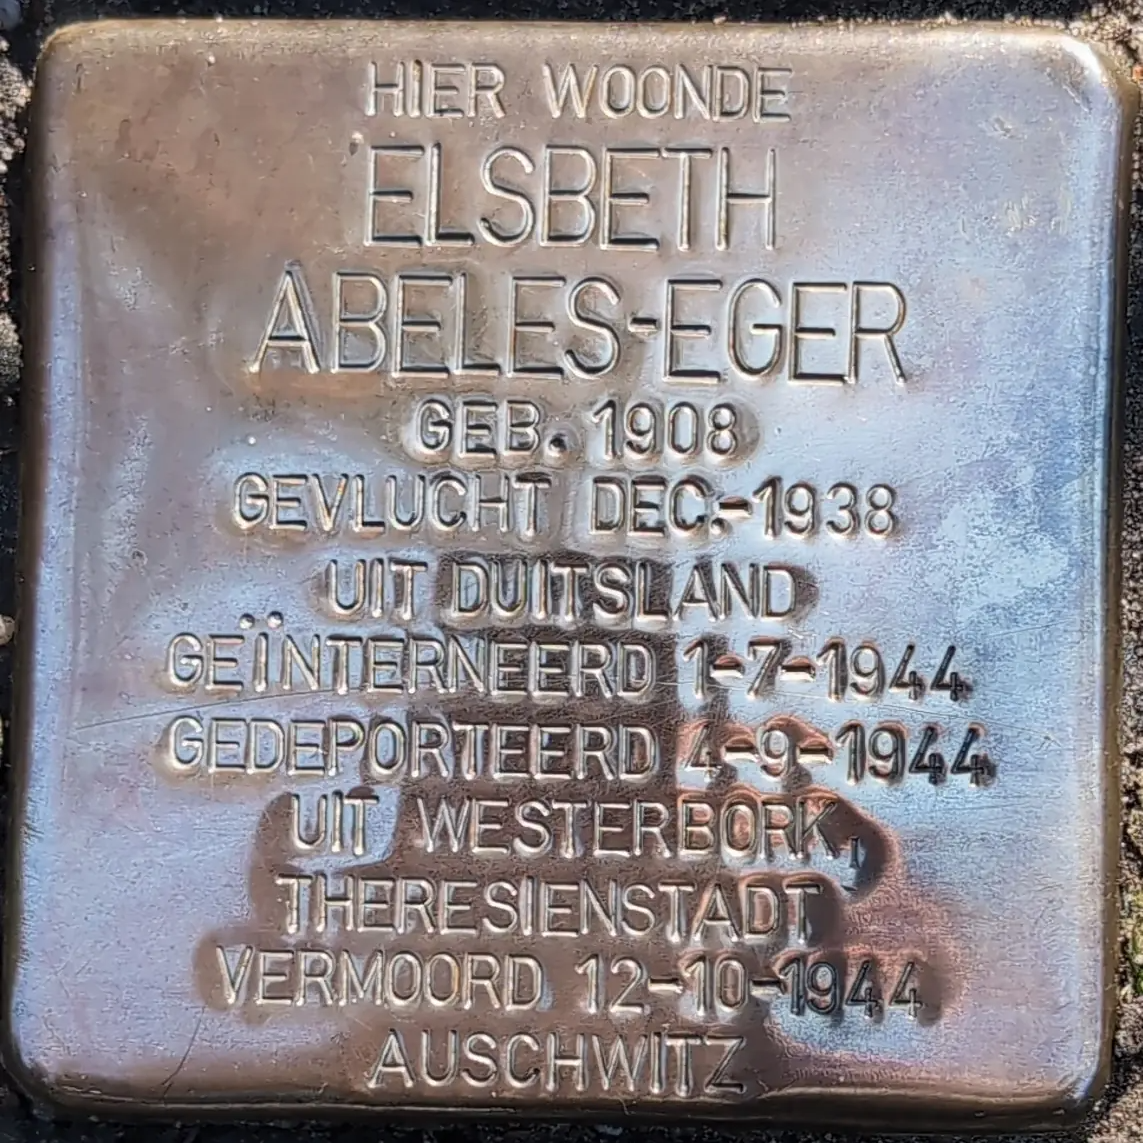 HIER WOONDE
ELSBETH
ABELES-EGER
GEB. 1908
GEVLUCHT DEC.-1938
UIT DUITSLAND
GEÏNTERNEERD 1-7-1944
GEDEPORTEERD 4-9-1944
UIT WESTERBORK,
THERESIENSTADT
VERMOORD 12-10-1944
AUSCHWITZ